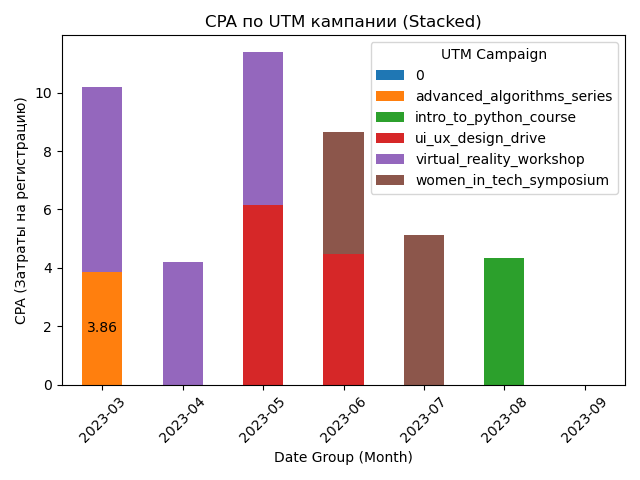 CPA по UTM кампании (Stacked)
CPA (Затраты на регистрацию)
10
8
6
4
2
0
3.86
UTM Campaign
0
advanced_algorithms_series
intro_to_python_course
ui_ux_design_drive
virtual_reality_workshop
women_in_tech_symposium
2023-03
2023-04
2023-05
2023-06
2023-07
2023-08
2023-09
Date Group (Month)